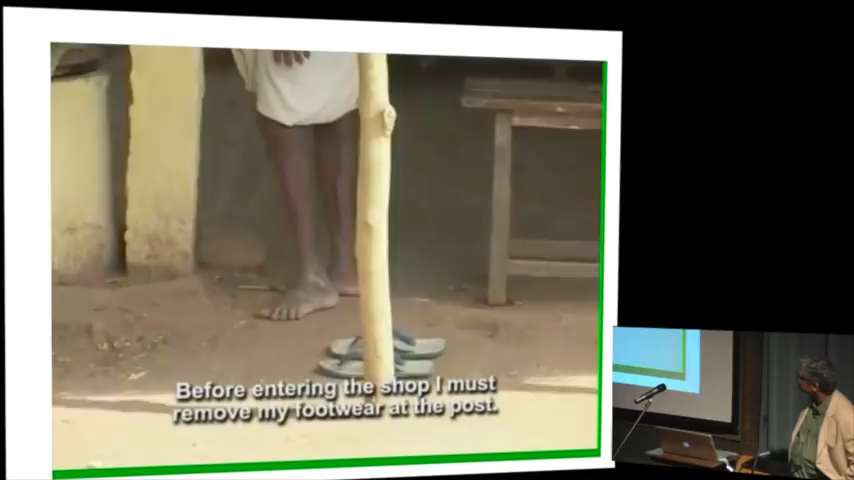 Before entering the shop I must
remove my footwear at the post.